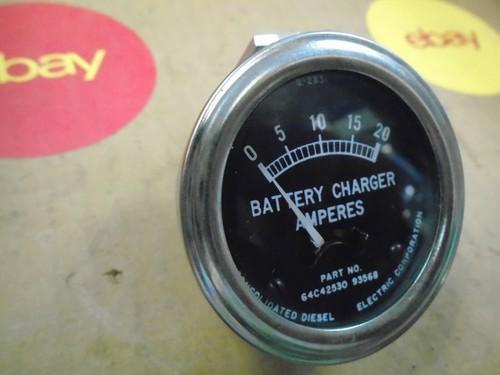 ebay
ebay
0 5 10 15 20
BATTERY CHARGER
AMPERES
PART NO.
64C42530 93568
CONSOLIDATED DIESEL ELECTRIC CORPORATION